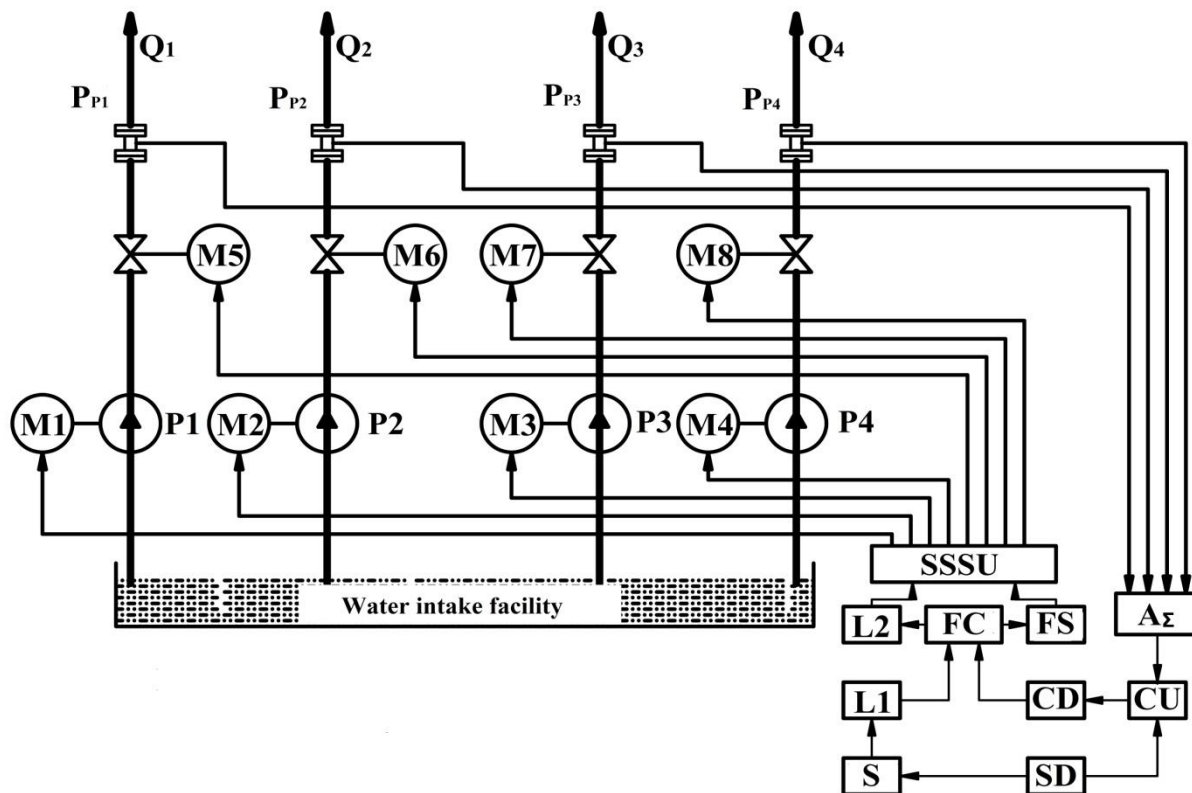 Q1 Q2 Q3 Q4
PP1 PP2 PP3 PP4
M5 M6 M7 M8
M1 P1 M2 P2 M3 P3 M4 P4
SSSU
Water intake facility
L2 FC FS AΣ
L1 CD CU
S SD